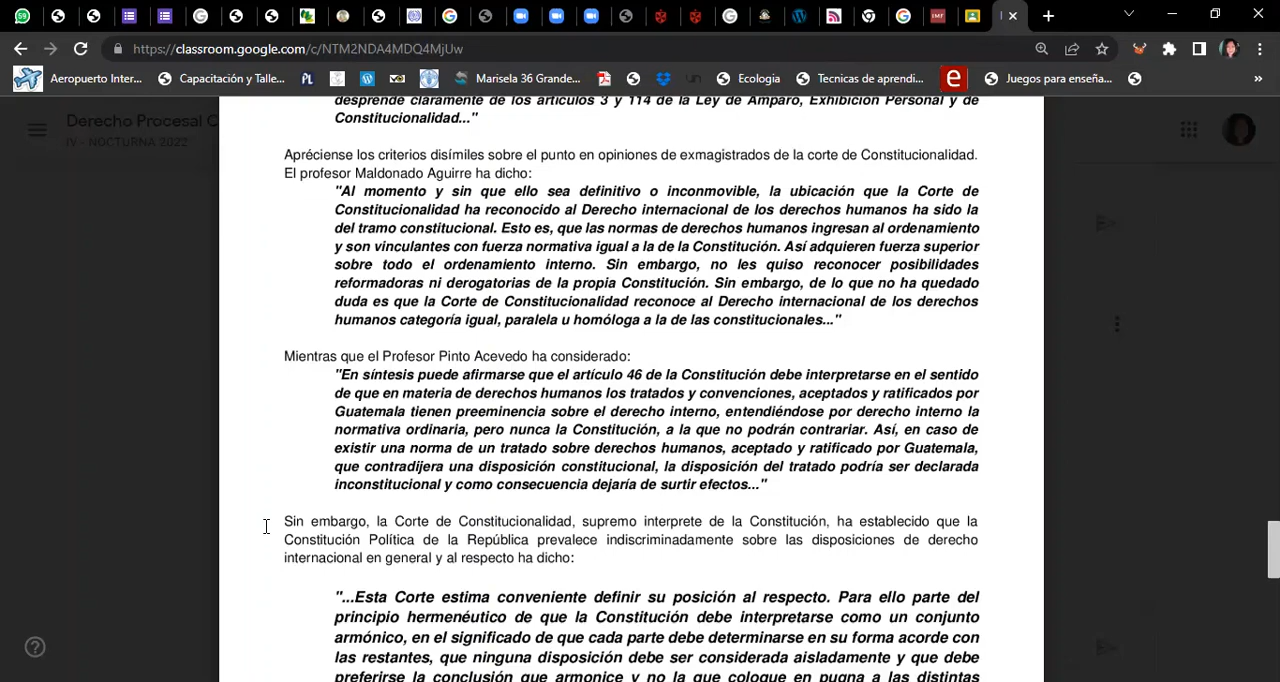 https://classroom.google.com/c/NTM2NDA4MDQ4MjUw
Aeropuerto Inter... Capacitación y Talle... Marisela 36 Grande... Ecologia Tecnicas de aprendi... Juegos para enseña... »
Derecho Procesal C
IV - NOCTURNA 2022
desprende claramente de los artículos 3 y 114 de la Ley de Amparo, Exhibición Personal y de
Constitucionalidad..."
Apréciense los criterios disímiles sobre el punto en opiniones de exmagistrados de la corte de Constitucionalidad.
El profesor Maldonado Aguirre ha dicho:
"Al momento y sin que ello sea definitivo o inconmovible, la ubicación que la Corte de
Constitucionalidad ha reconocido al Derecho internacional de los derechos humanos ha sido la
del tramo constitucional. Esto es, que las normas de derechos humanos ingresan al ordenamiento
y son vinculantes con fuerza normativa igual a la de la Constitución. Así adquieren fuerza superior
sobre todo el ordenamiento interno. Sin embargo, no les quiso reconocer posibilidades
reformadoras ni derogatorias de la propia Constitución. Sin embargo, de lo que no ha quedado
duda es que la Corte de Constitucionalidad reconoce al Derecho internacional de los derechos
humanos categoría igual, paralela u homóloga a la de las constitucionales..."
Mientras que el Profesor Pinto Acevedo ha considerado:
"En síntesis puede afirmarse que el artículo 46 de la Constitución debe interpretarse en el sentido
de que en materia de derechos humanos los tratados y convenciones, aceptados y ratificados por
Guatemala tienen preeminencia sobre el derecho interno, entendiéndose por derecho interno la
normativa ordinaria, pero nunca la Constitución, a la que no podrán contrariar. Así, en caso de
existir una norma de un tratado sobre derechos humanos, aceptado y ratificado por Guatemala,
que contradijera una disposición constitucional, la disposición del tratado podría ser declarada
inconstitucional y como consecuencia dejaría de surtir efectos..."
Sin embargo, la Corte de Constitucionalidad, supremo interprete de la Constitución, ha establecido que la
Constitución Política de la República prevalece indiscriminadamente sobre las disposiciones de derecho
internacional en general y al respecto ha dicho:
"...Esta Corte estima conveniente definir su posición al respecto. Para ello parte del
principio hermenéutico de que la Constitución debe interpretarse como un conjunto
armónico, en el significado de que cada parte debe determinarse en su forma acorde con
las restantes, que ninguna disposición debe ser considerada aisladamente y que debe
preferirse la conclusión que armonice y no la que coloque en pugna a las distintas